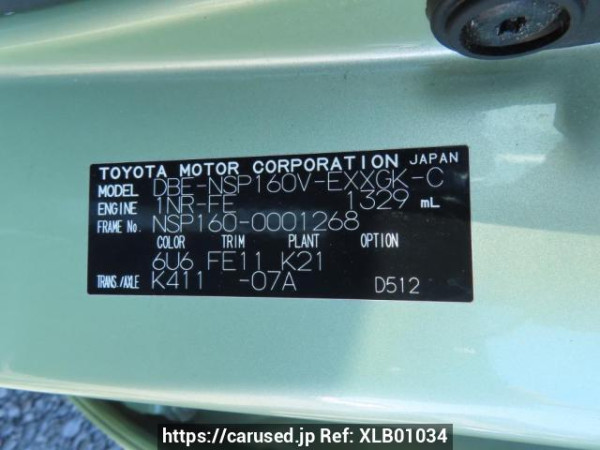 TOYOTA MOTOR CORPORATION JAPAN
MODEL DBE-NSP160V-EXXGK-C
ENGINE 1NR-FE 1329 mL
FRAME No. NSP160-0001268
COLOR TRIM PLANT OPTION
6U6 FE11 K21
TRANS./AXLE K411 -07A D512
https://carused.jp Ref: XLB01034